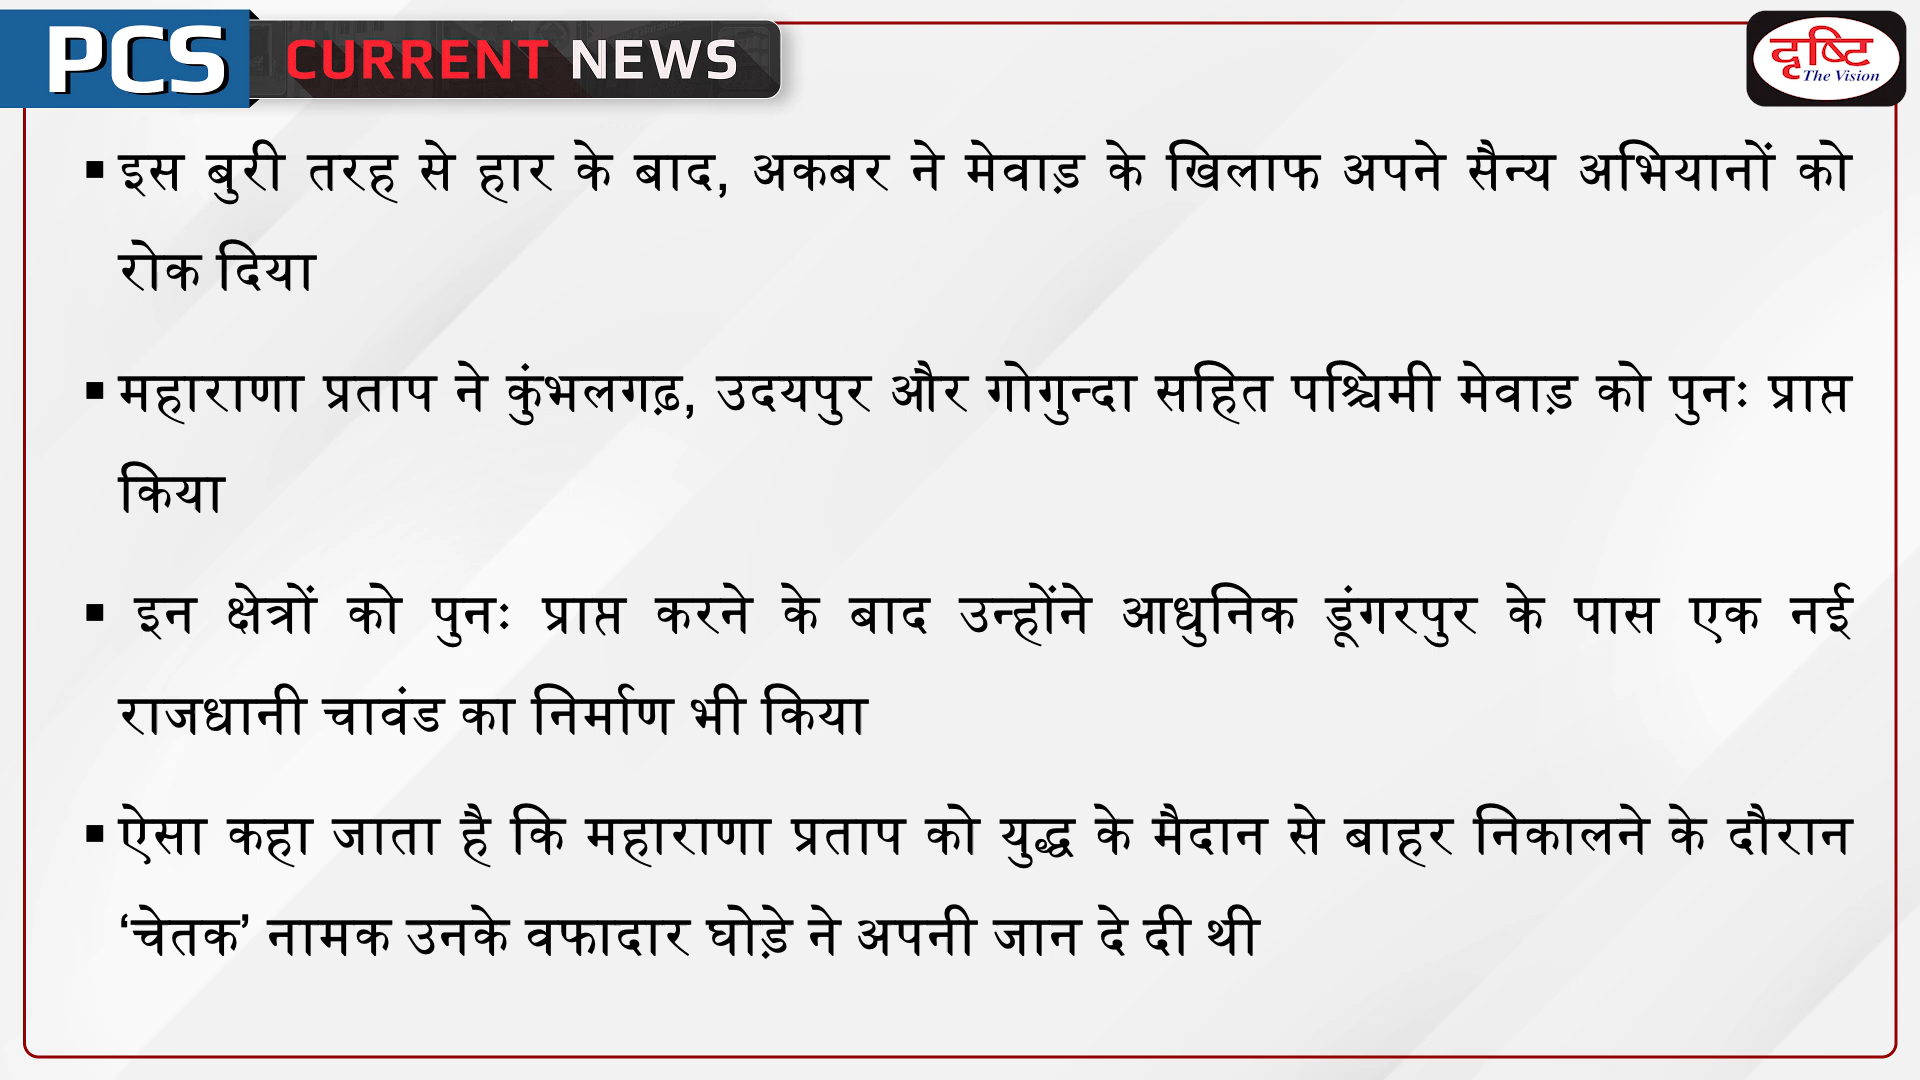 PCS CURRENT NEWS
दृष्टि
The Vision
▪ इस बुरी तरह से हार के बाद, अकबर ने मेवाड़ के खिलाफ अपने सैन्य अभियानों को
रोक दिया
▪ महाराणा प्रताप ने कुंभलगढ़, उदयपुर और गोगुन्दा सहित पश्चिमी मेवाड़ को पुनः प्राप्त
किया
▪ इन क्षेत्रों को पुनः प्राप्त करने के बाद उन्होंने आधुनिक डूंगरपुर के पास एक नई
राजधानी चावंड का निर्माण भी किया
▪ ऐसा कहा जाता है कि महाराणा प्रताप को युद्ध के मैदान से बाहर निकालने के दौरान
‘चेतक’ नामक उनके वफादार घोड़े ने अपनी जान दे दी थी